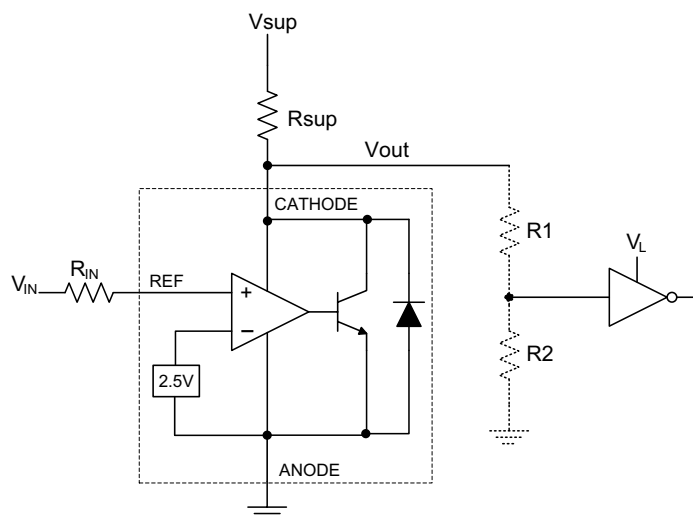 Vsup
Rsup
Vout
CATHODE
R1
RIN
VL
VIN
REF
+
–
R2
2.5V
ANODE